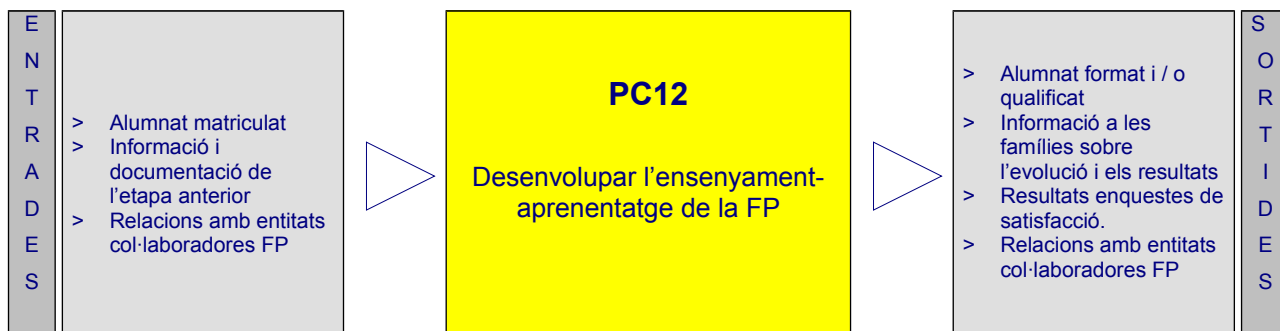 E
N
T
R
A
D
E
S
> Alumnat matriculat
> Informació i
documentació de
l’etapa anterior
> Relacions amb entitats
col·laboradores FP
PC12
Desenvolupar l’ensenyament-
aprenentatge de la FP
> Alumnat format i / o
qualificat
> Informació a les
famílies sobre
l’evolució i els resultats
> Resultats enquestes de
satisfacció.
> Relacions amb entitats
col·laboradores FP
S
O
R
T
I
D
E
S